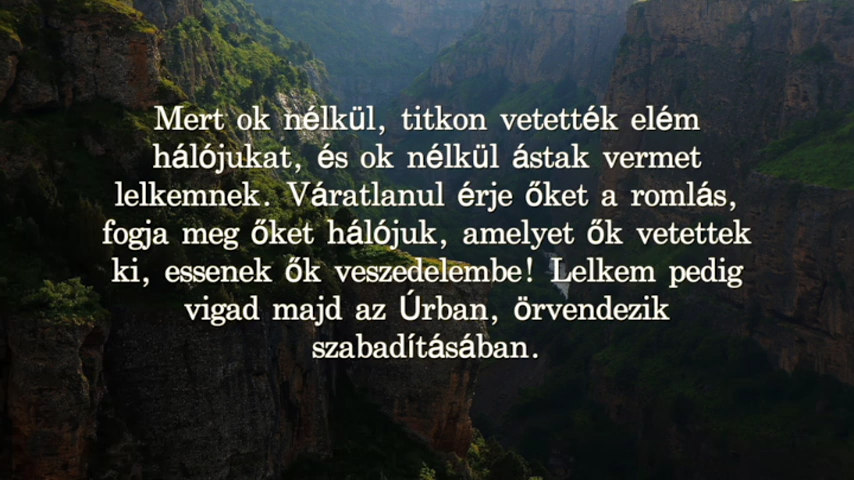 Mert ok nélkül, titkon vetették elém
hálójukat, és ok nélkül ástak vermet
lelkemnek. Váratlanul érje őket a romlás,
fogja meg őket hálójuk, amelyet ők vetettek
ki, essenek ők veszedelembe! Lelkem pedig
vigad majd az Úrban, örvendezik
szabadításában.